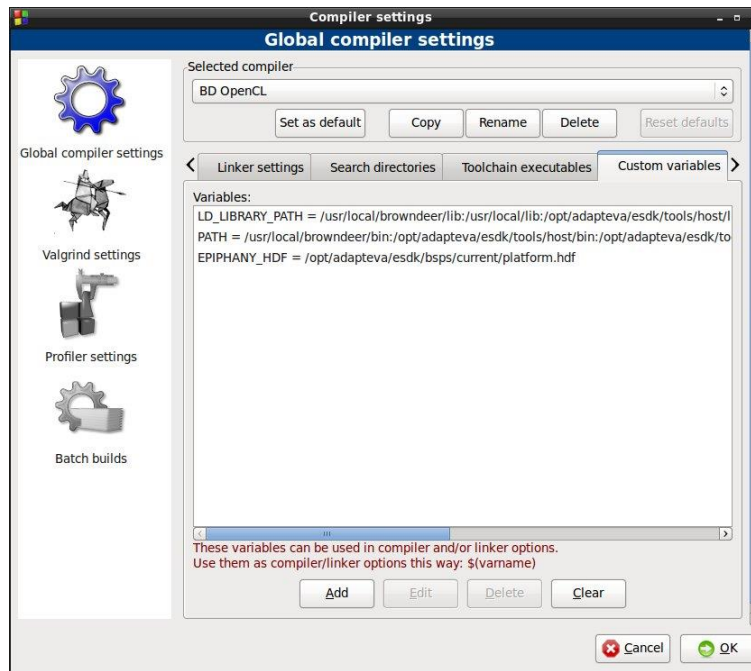 Compiler settings
Global compiler settings
Selected compiler
BD OpenCL
Set as default
Copy
Rename
Delete
Reset defaults
Global compiler settings
Valgrind settings
Profiler settings
Batch builds
Linker settings
Search directories
Toolchain executables
Custom variables
Variables:
LD_LIBRARY_PATH = /usr/local/browndeer/lib:/usr/local/lib:/opt/adapteva/esdk/tools/host/l
PATH = /usr/local/browndeer/bin:/opt/adapteva/esdk/tools/host/bin:/opt/adapteva/esdk/to
EPIPHANY_HDF = /opt/adapteva/esdk/bsps/current/platform.hdf
These variables can be used in compiler and/or linker options.
Use them as compiler/linker options this way: $(varname)
Add
Edit
Delete
Clear
Cancel
OK